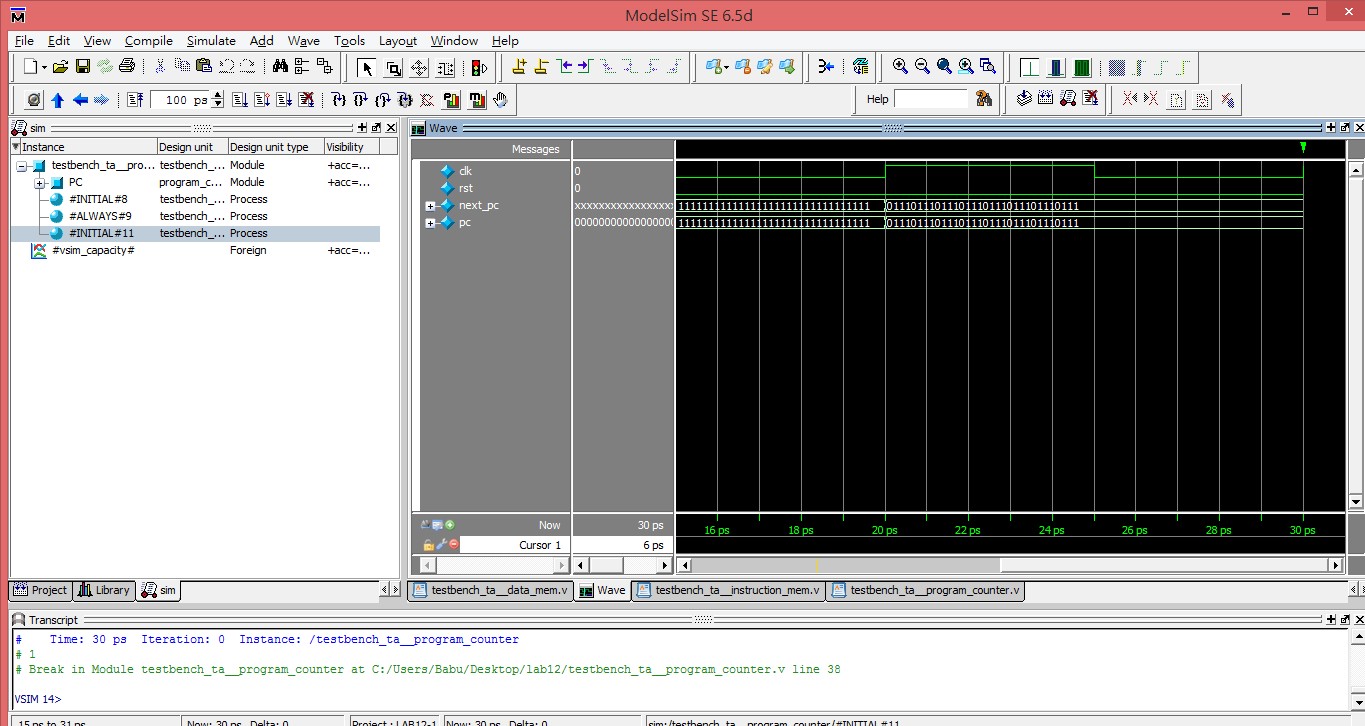 ModelSim SE 6.5d
File Edit View Compile Simulate Add Wave Tools Layout Window Help
100 ps
Help
sim
Wave
Instance Design unit Design unit type Visibility
testbench_ta__pro... testbench_... Module +acc=...
PC program_c... Module +acc=...
#INITIAL#8 testbench_... Process
#ALWAYS#9 testbench_... Process
#INITIAL#11 testbench_... Process
#vsim_capacity# Foreign +acc=...
Messages
clk 0
rst 0
next_pc
pc
Now 30 ps
Cursor 1 6 ps
16 ps 18 ps 20 ps 22 ps 24 ps 26 ps 28 ps 30 ps
Project Library sim
testbench_ta__data_mem.v Wave testbench_ta__instruction_mem.v testbench_ta__program_counter.v
Transcript
# Time: 30 ps Iteration: 0 Instance: /testbench_ta__program_counter
# 1
# Break in Module testbench_ta__program_counter at C:/Users/Babu/Desktop/lab12/testbench_ta__program_counter.v line 38
VSIM 14>
15 ps to 31 ps Now: 30 ps Delta: 0 Project : LAB12-1 Now: 30 ps Delta: 0 sim:/testbench_ta__program_counter/#INITIAL#11